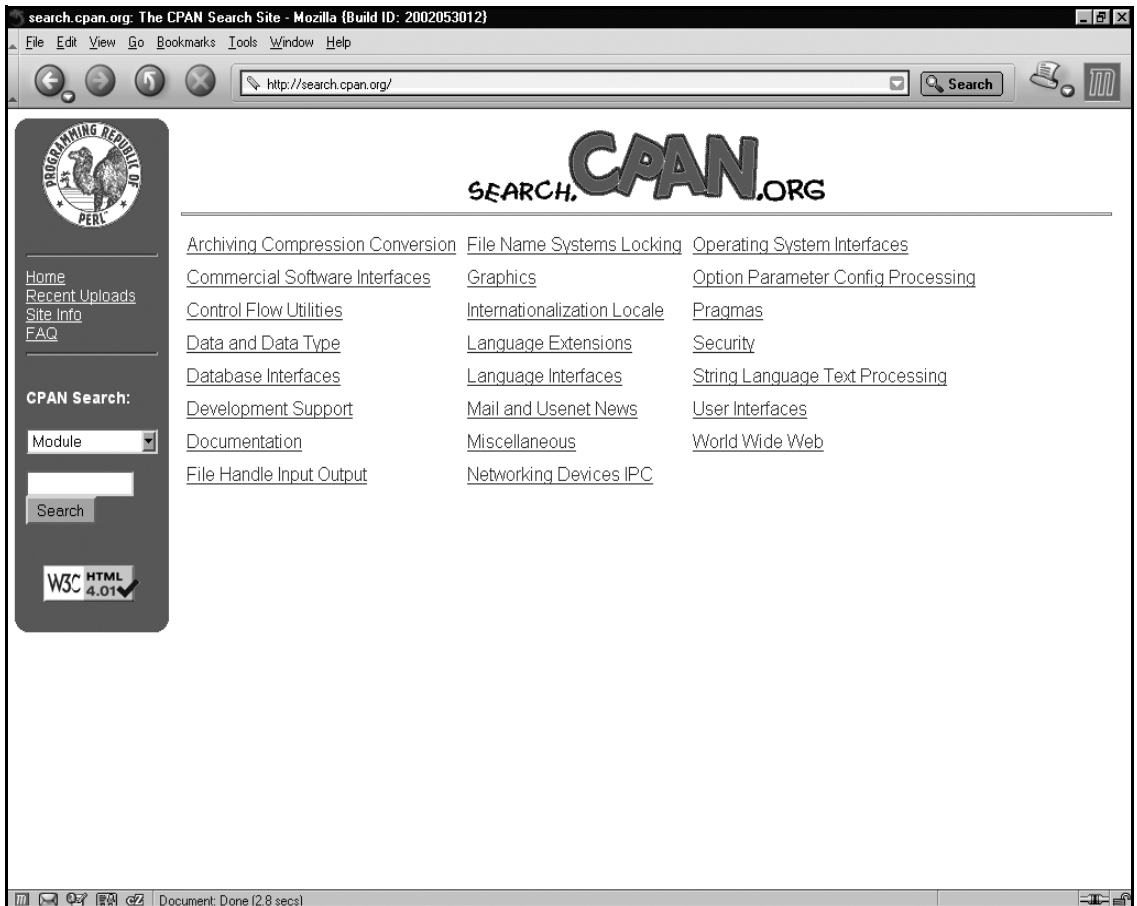 search.cpan.org: The CPAN Search Site - Mozilla {Build ID: 2002053012}
File Edit View Go Bookmarks Tools Window Help
http://search.cpan.org/
Search
PROGRAMMING REPUBLIC OF PERL
SEARCH.CPAN.ORG
Home
Recent Uploads
Site Info
FAQ
CPAN Search:
Module
Search
W3C HTML 4.01
Archiving Compression Conversion
Commercial Software Interfaces
Control Flow Utilities
Data and Data Type
Database Interfaces
Development Support
Documentation
File Handle Input Output
File Name Systems Locking
Graphics
Internationalization Locale
Language Extensions
Language Interfaces
Mail and Usenet News
Miscellaneous
Networking Devices IPC
Operating System Interfaces
Option Parameter Config Processing
Pragmas
Security
String Language Text Processing
User Interfaces
World Wide Web
Document: Done (2.8 secs)